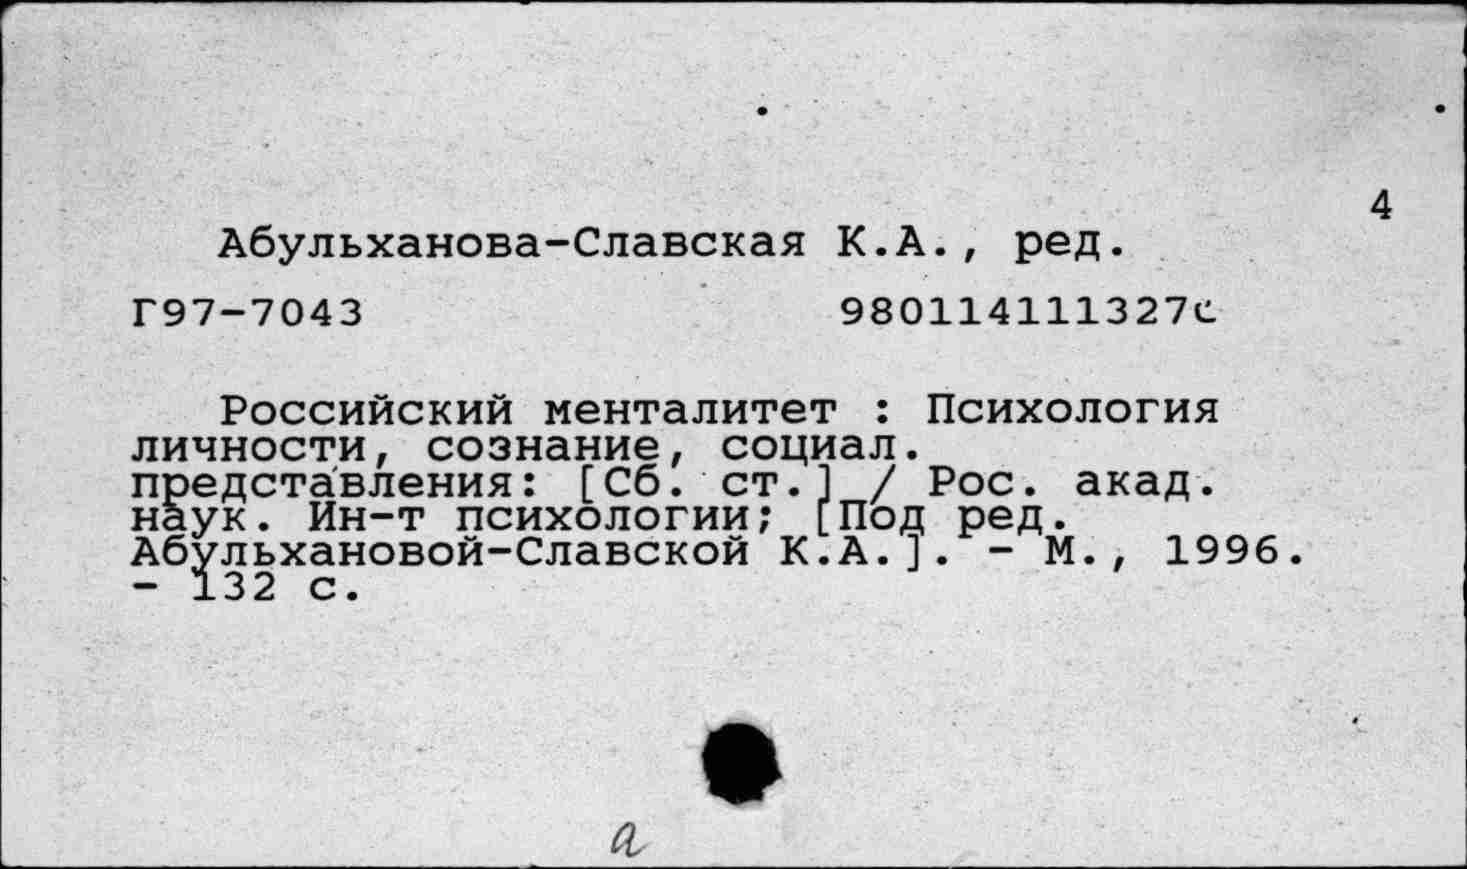 4
Абульханова-Славская К.А., ред.
Г97-7043 980114111327с
Российский менталитет : Психология
личности, сознание, социал.
представления: [Сб. ст.] / Рос. акад.
наук. Ин-т психологии; [Под ред.
Абульхановой-Славской К.А.]. - М., 1996.
- 132 с.
а